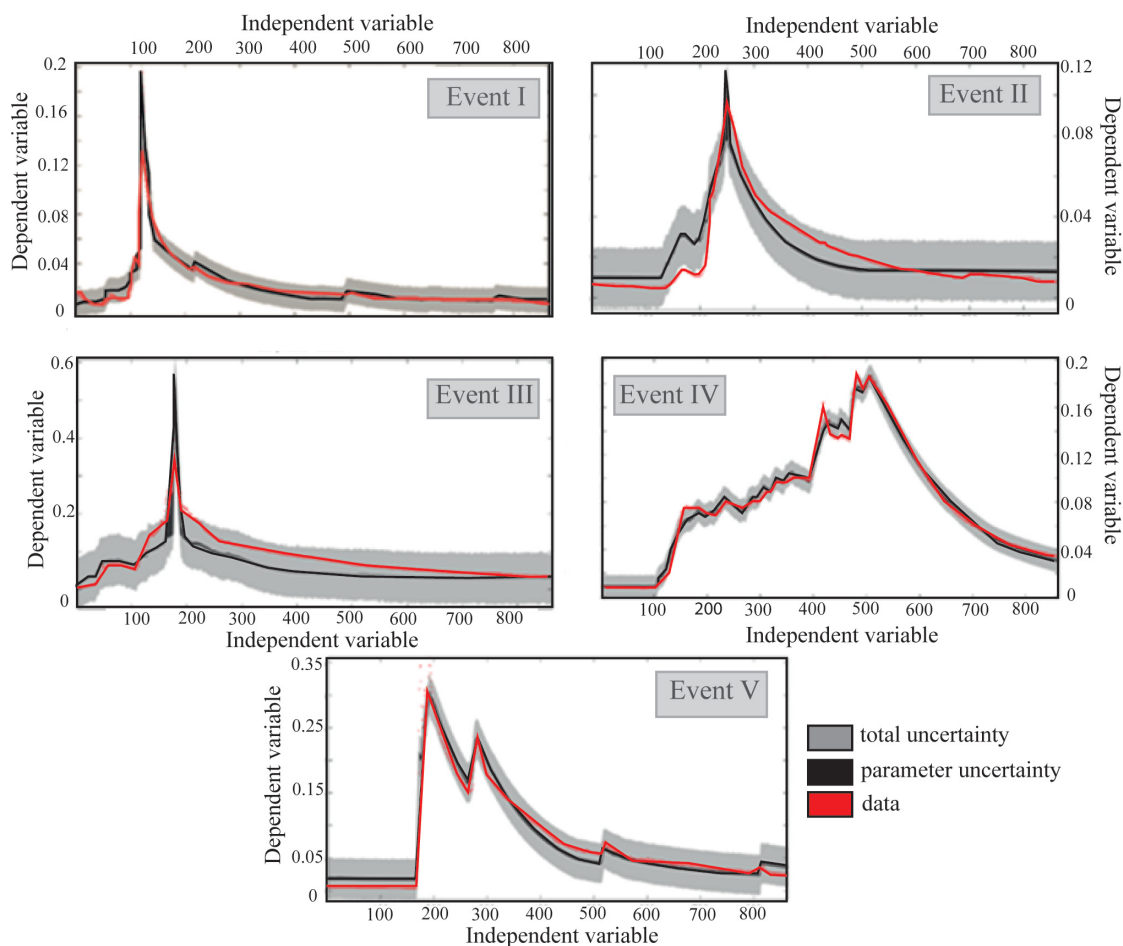 Independent variable
100 200 300 400 500 600 700 800
Dependent variable
0.2
0.16
0.12
0.08
0.04
0
Event I
Independent variable
100 200 300 400 500 600 700 800
Event II
0.12
0.08
0.04
0
Dependent variable
Dependent variable
0.6
0.4
0.2
0
Event III
100 200 300 400 500 600 700 800
Independent variable
Event IV
0.2
0.16
0.12
0.08
0.04
0
Dependent variable
100 200 300 400 500 600 700 800
Independent variable
Dependent variable
0.35
0.25
0.15
0.05
0
Event V
100 200 300 400 500 600 700 800
Independent variable
total uncertainty
parameter uncertainty
data